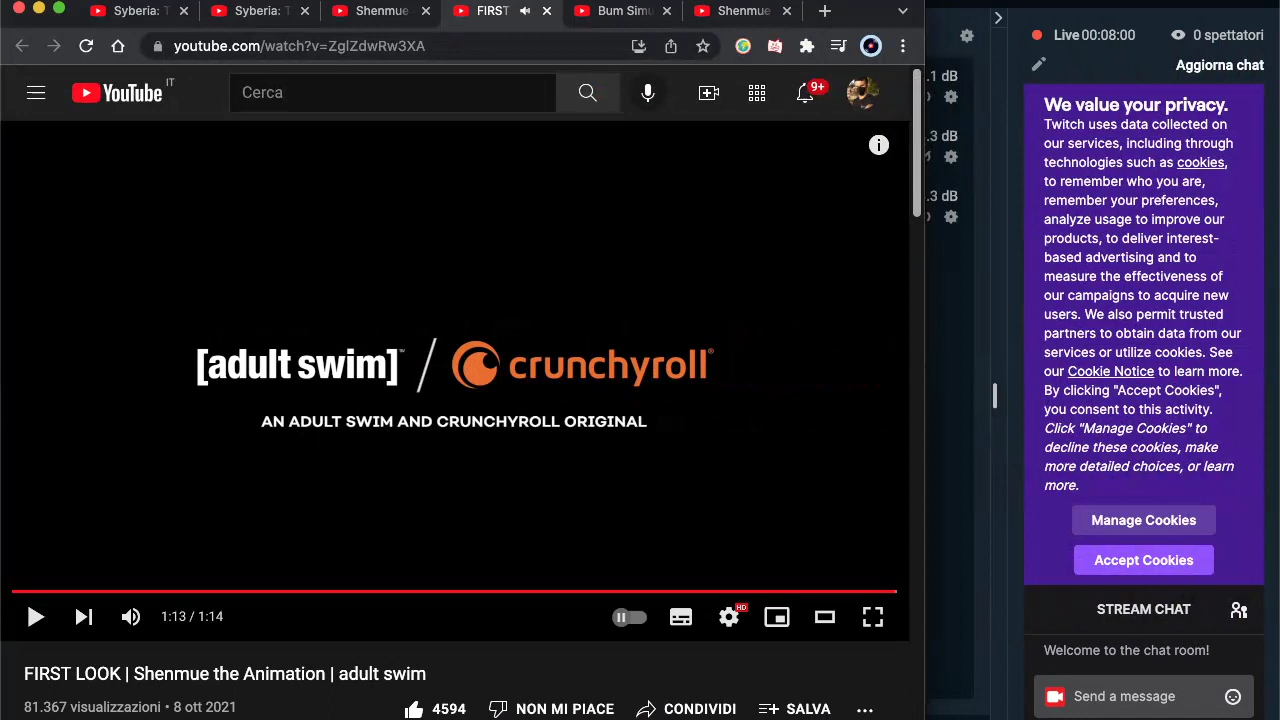 Syberia: T
Syberia: T
Shenmue
FIRST
Bum Simu
Shenmue
youtube.com/watch?v=ZglZdwRw3XA
YouTube IT
Cerca
9+
[adult swim]™ / crunchyroll®
AN ADULT SWIM AND CRUNCHYROLL ORIGINAL
1:13 / 1:14
HD
FIRST LOOK | Shenmue the Animation | adult swim
81.367 visualizzazioni • 8 ott 2021
4594
NON MI PIACE
CONDIVIDI
SALVA
.1 dB
.3 dB
.3 dB
Live 00:08:00
0 spettatori
Aggiorna chat
We value your privacy.
Twitch uses data collected on
our services, including through
technologies such as cookies,
to remember who you are,
remember your preferences,
analyze usage to improve our
products, to deliver interest-
based advertising and to
measure the effectiveness of
our campaigns to acquire new
users. We also permit trusted
partners to obtain data from our
services or utilize cookies. See
our Cookie Notice to learn more.
By clicking "Accept Cookies",
you consent to this activity.
Click "Manage Cookies" to
decline these cookies, make
more detailed choices, or learn
more.
Manage Cookies
Accept Cookies
STREAM CHAT
Welcome to the chat room!
Send a message